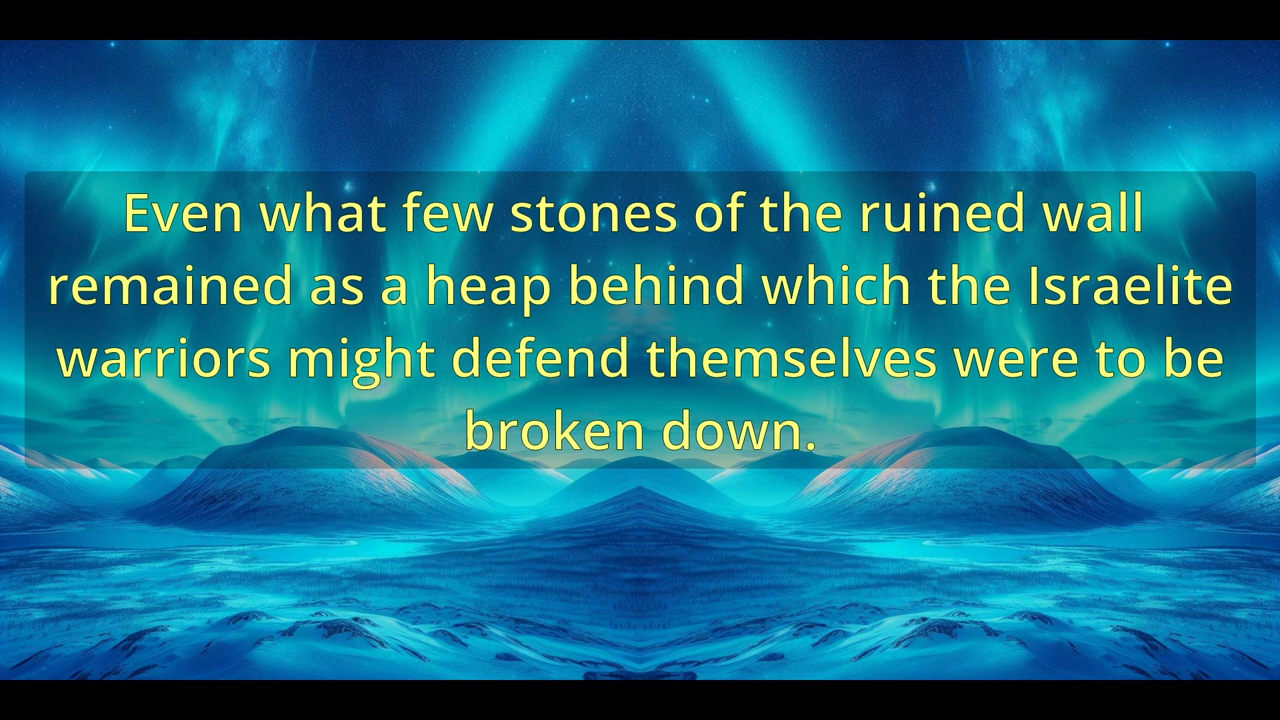 Even what few stones of the ruined wall
remained as a heap behind which the Israelite
warriors might defend themselves were to be
broken down.